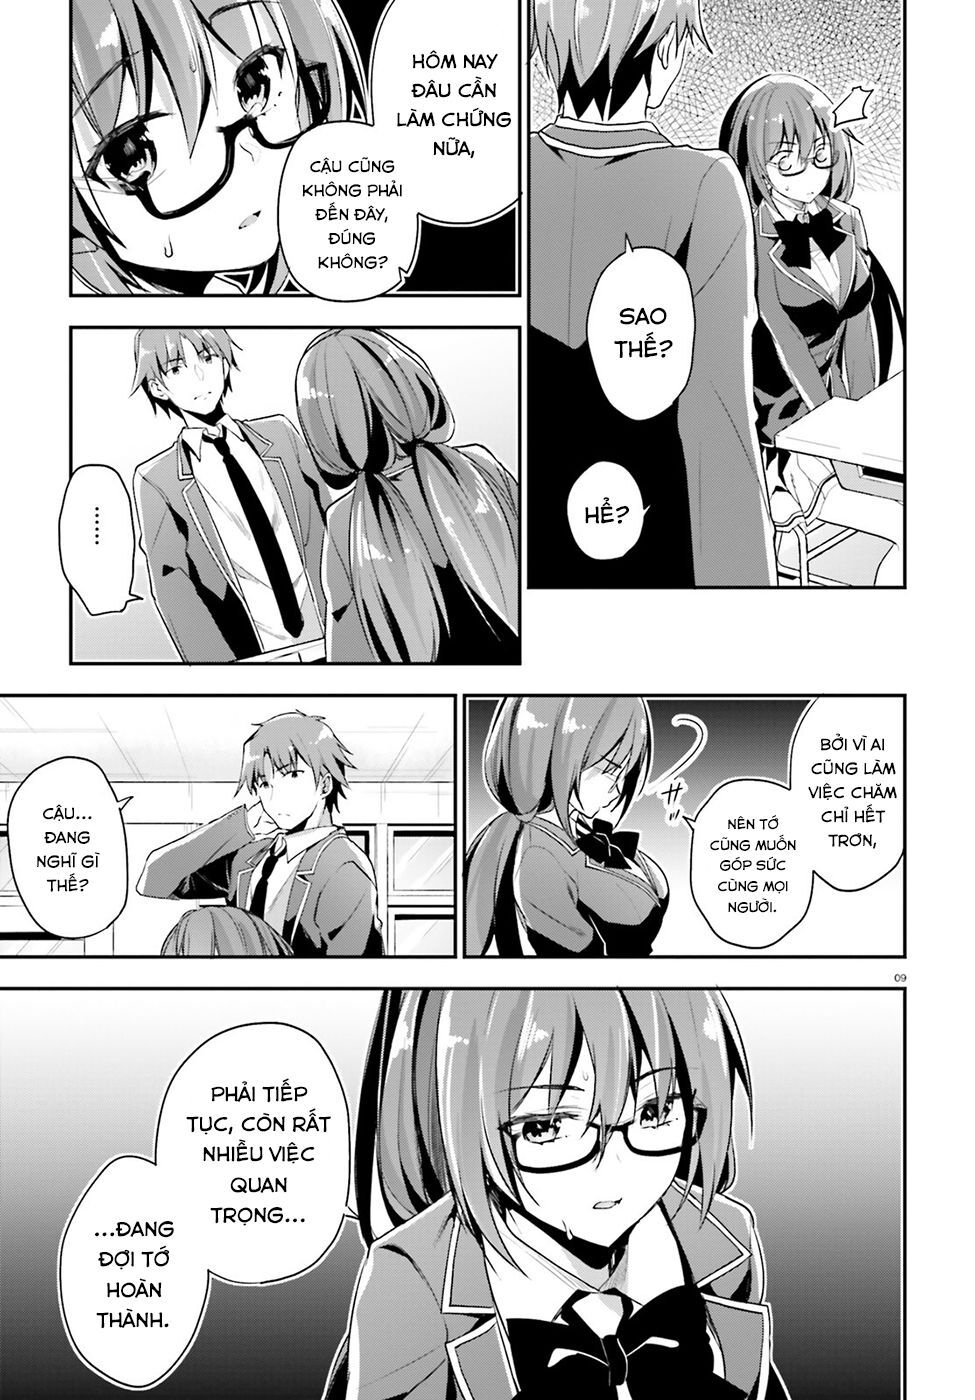 SAO
THẾ?
HỂ?
HÔM NAY
ĐÂU CẦN
LÀM CHỨNG
NỮA,
CẬU CŨNG
KHÔNG PHẢI
ĐẾN ĐÂY,
ĐÚNG
KHÔNG?
........
BỞI VÌ AI
CŨNG LÀM
VIỆC CHĂM
CHỈ HẾT
TRƠN,
NÊN TỚ
CŨNG MUỐN
GÓP SỨC
CÙNG MỌI
NGƯỜI.
CẬU...
ĐANG
NGHĨ GÌ
THẾ?
09
PHẢI TIẾP
TỤC, CÒN RẤT
NHIỀU VIỆC
QUAN
TRỌNG...
...ĐANG
ĐỢI TỚ
HOÀN
THÀNH.